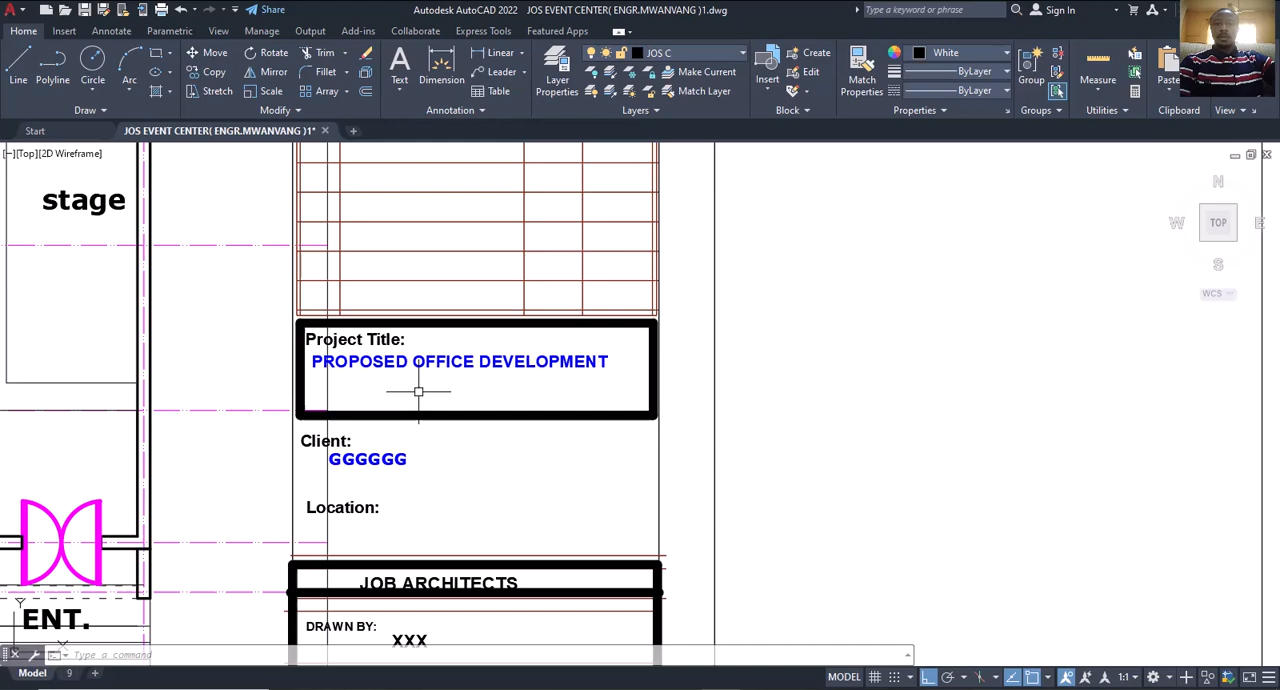 Share
Autodesk AutoCAD 2022 JOS EVENT CENTER( ENGR.MWANVANG )1.dwg
Type a keyword or phrase
Sign In
Home Insert Annotate Parametric View Manage Output Add-ins Collaborate Express Tools Featured Apps
Line Polyline Circle Arc
Move Rotate Trim
Copy Mirror Fillet
Stretch Scale Array
Text Dimension
Linear
Leader
Table
Layer Properties
JOS C
Make Current
Match Layer
Insert
Create
Edit
Match Properties
White
ByLayer
ByLayer
Group
Measure
Paste
Draw Modify Annotation Layers Block Properties Groups Utilities Clipboard View
Start JOS EVENT CENTER( ENGR.MWANVANG )1*
[−][Top][2D Wireframe]
stage
N
W TOP E
S
WCS
Project Title:
PROPOSED OFFICE DEVELOPMENT
Client:
GGGGGG
Location:
JOB ARCHITECTS
DRAWN BY:
XXX
ENT.
Y
X
Type a command
Model 9
MODEL 1:1